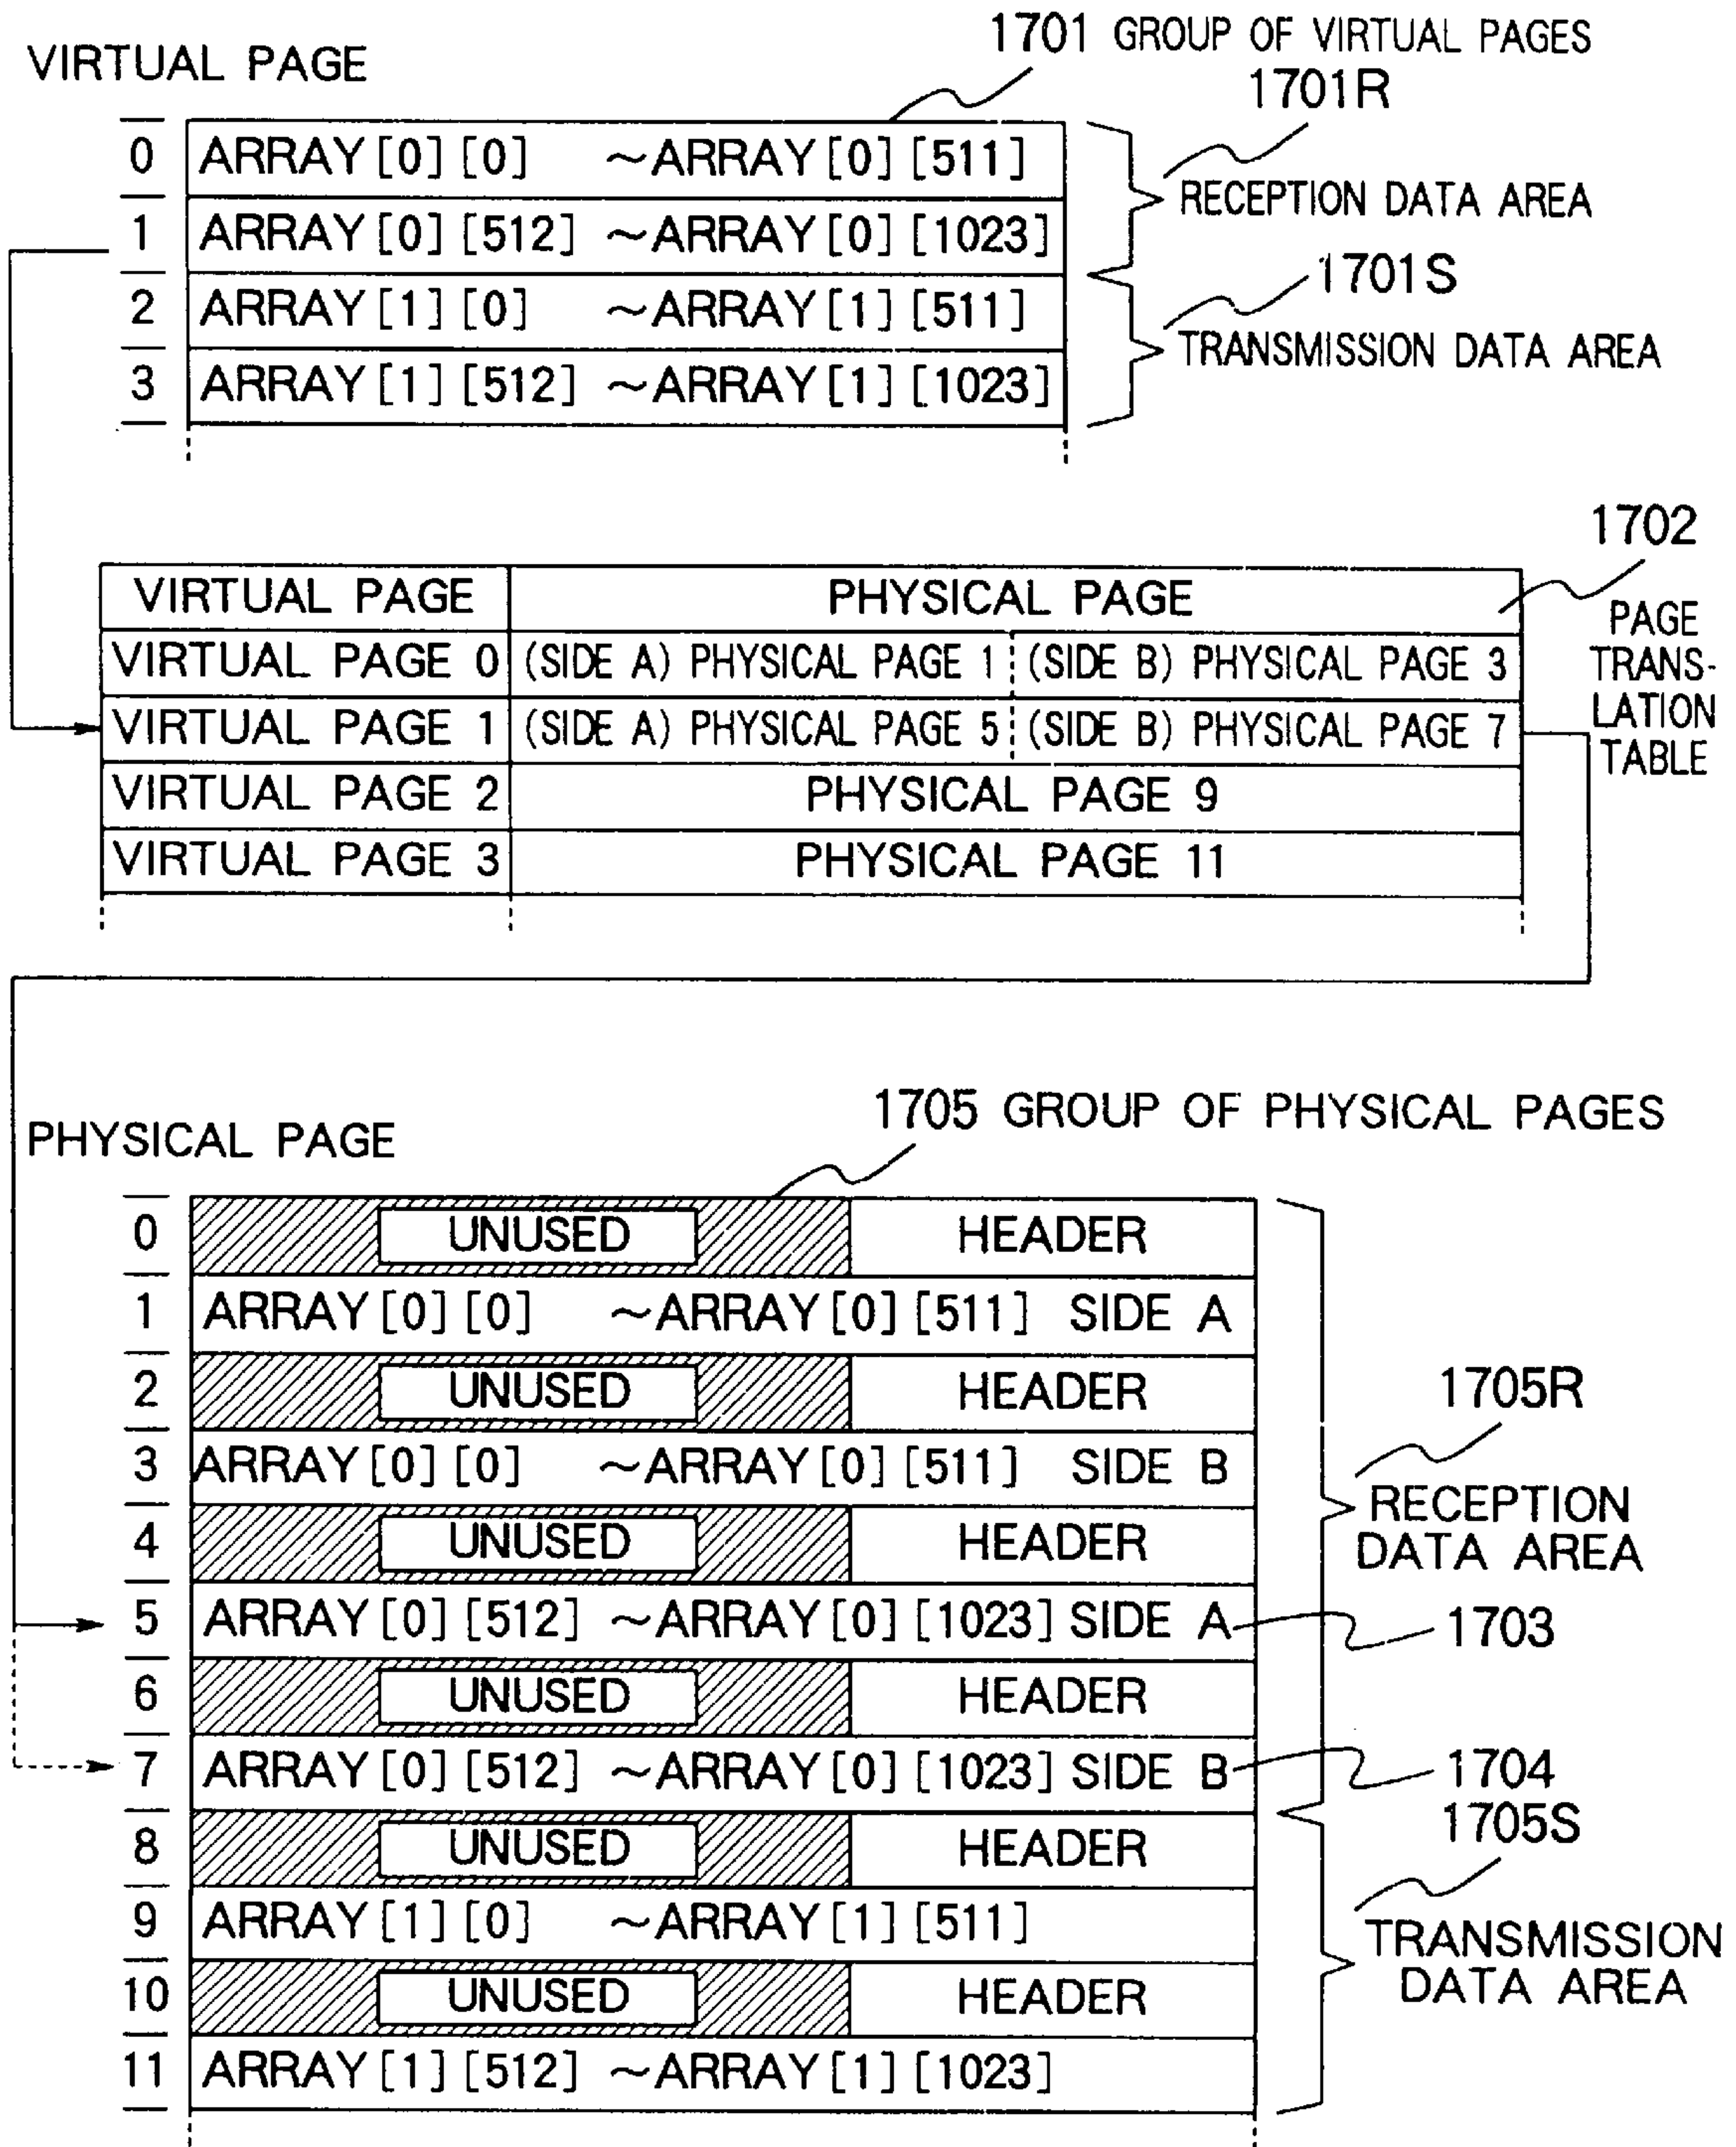 1701 GROUP OF VIRTUAL PAGES
VIRTUAL PAGE
1701R
0 ARRAY[0][0] ~ARRAY[0][511]
RECEPTION DATA AREA
1 ARRAY[0][512] ~ARRAY[0][1023]
1701S
2 ARRAY[1][0] ~ARRAY[1][511]
TRANSMISSION DATA AREA
3 ARRAY[1][512] ~ARRAY[1][1023]
1702
PAGE
TRANS-
LATION
TABLE
VIRTUAL PAGE PHYSICAL PAGE
VIRTUAL PAGE 0 (SIDE A) PHYSICAL PAGE 1 (SIDE B) PHYSICAL PAGE 3
VIRTUAL PAGE 1 (SIDE A) PHYSICAL PAGE 5 (SIDE B) PHYSICAL PAGE 7
VIRTUAL PAGE 2 PHYSICAL PAGE 9
VIRTUAL PAGE 3 PHYSICAL PAGE 11
1705 GROUP OF PHYSICAL PAGES
PHYSICAL PAGE
0 UNUSED HEADER
1 ARRAY[0][0] ~ARRAY[0][511] SIDE A
2 UNUSED HEADER
1705R
3 ARRAY[0][0] ~ARRAY[0][511] SIDE B
RECEPTION
DATA AREA
4 UNUSED HEADER
5 ARRAY[0][512] ~ARRAY[0][1023] SIDE A 1703
6 UNUSED HEADER
7 ARRAY[0][512] ~ARRAY[0][1023] SIDE B 1704
1705S
8 UNUSED HEADER
9 ARRAY[1][0] ~ARRAY[1][511]
TRANSMISSION
DATA AREA
10 UNUSED HEADER
11 ARRAY[1][512] ~ARRAY[1][1023]